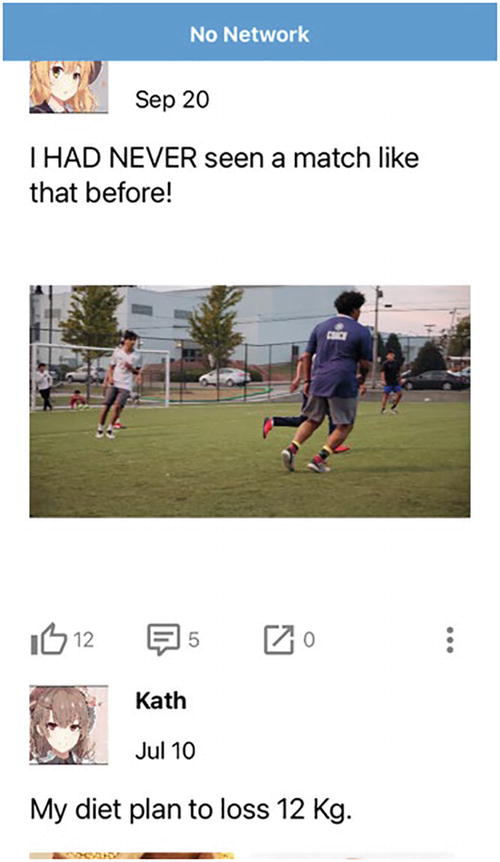 No Network
Sep 20
I HAD NEVER seen a match like
that before!
COACH
12
5
0
Kath
Jul 10
My diet plan to loss 12 Kg.